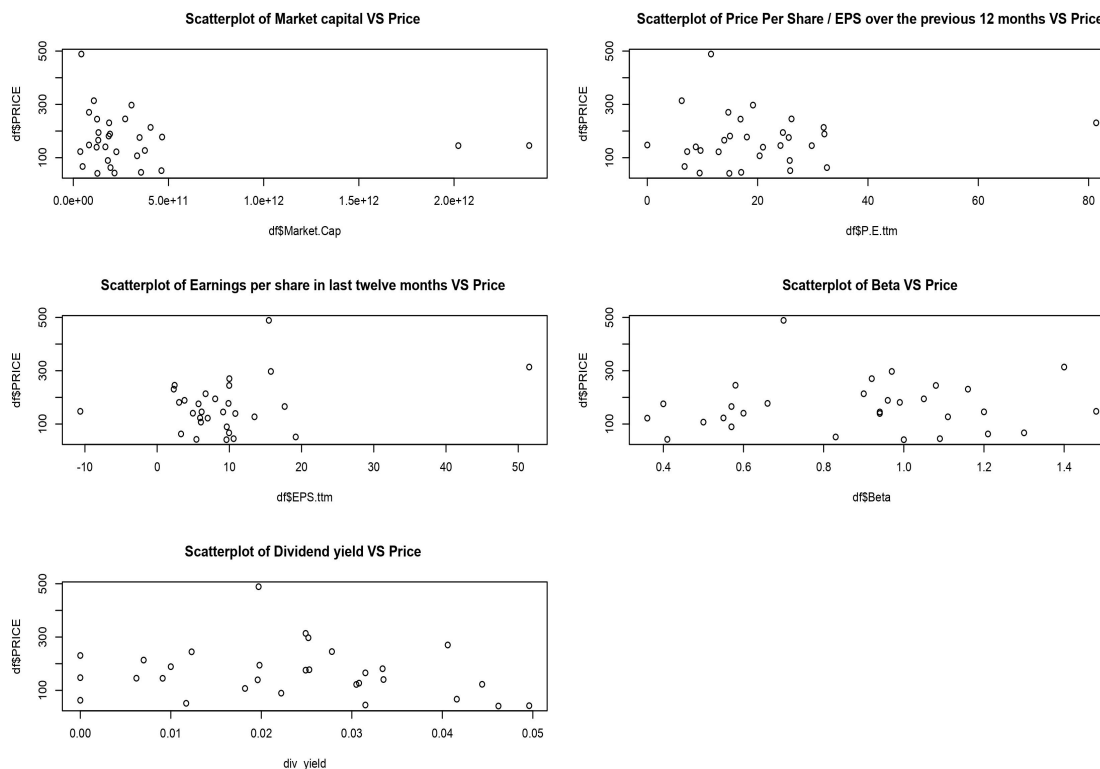 Scatterplot of Market capital VS Price
df$PRICE
500
300
100
0.0e+00 5.0e+11 1.0e+12 1.5e+12 2.0e+12
df$Market.Cap
Scatterplot of Price Per Share / EPS over the previous 12 months VS Price
df$PRICE
500
300
100
0 20 40 60 80
df$P.E.ttm
Scatterplot of Earnings per share in last twelve months VS Price
df$PRICE
500
300
100
-10 0 10 20 30 40 50
df$EPS.ttm
Scatterplot of Beta VS Price
df$PRICE
500
300
100
0.4 0.6 0.8 1.0 1.2 1.4
df$Beta
Scatterplot of Dividend yield VS Price
df$PRICE
500
300
100
0.00 0.01 0.02 0.03 0.04 0.05
div_yield